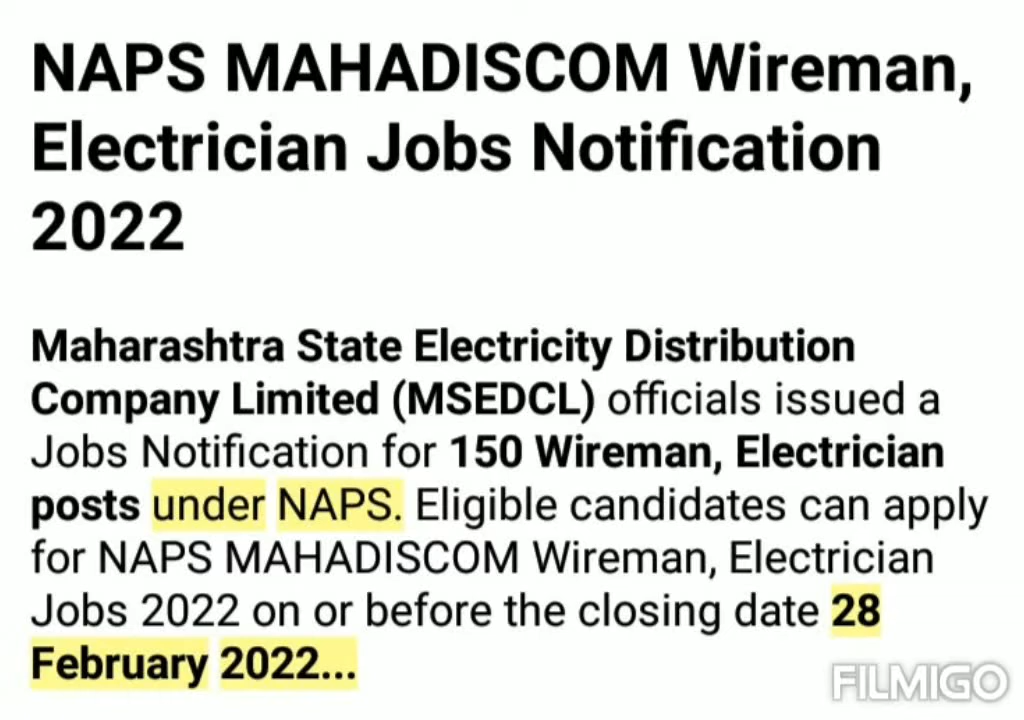 NAPS MAHADISCOM Wireman,
Electrician Jobs Notification
2022
Maharashtra State Electricity Distribution
Company Limited (MSEDCL) officials issued a
Jobs Notification for 150 Wireman, Electrician
posts under NAPS. Eligible candidates can apply
for NAPS MAHADISCOM Wireman, Electrician
Jobs 2022 on or before the closing date 28
February 2022...
FILMIGO